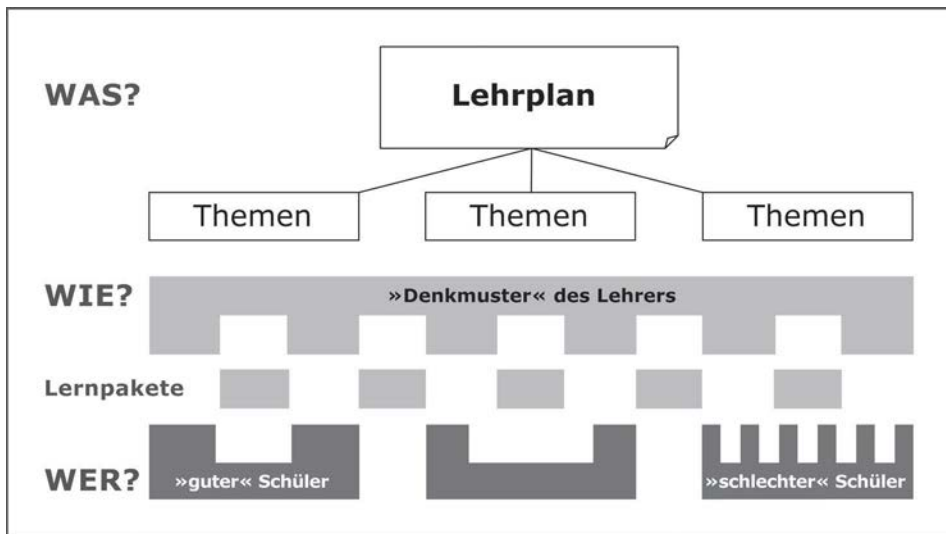 WAS?
Lehrplan
Themen
Themen
Themen
WIE?
»Denkmuster« des Lehrers
Lernpakete
WER?
»guter« Schüler
»schlechter« Schüler